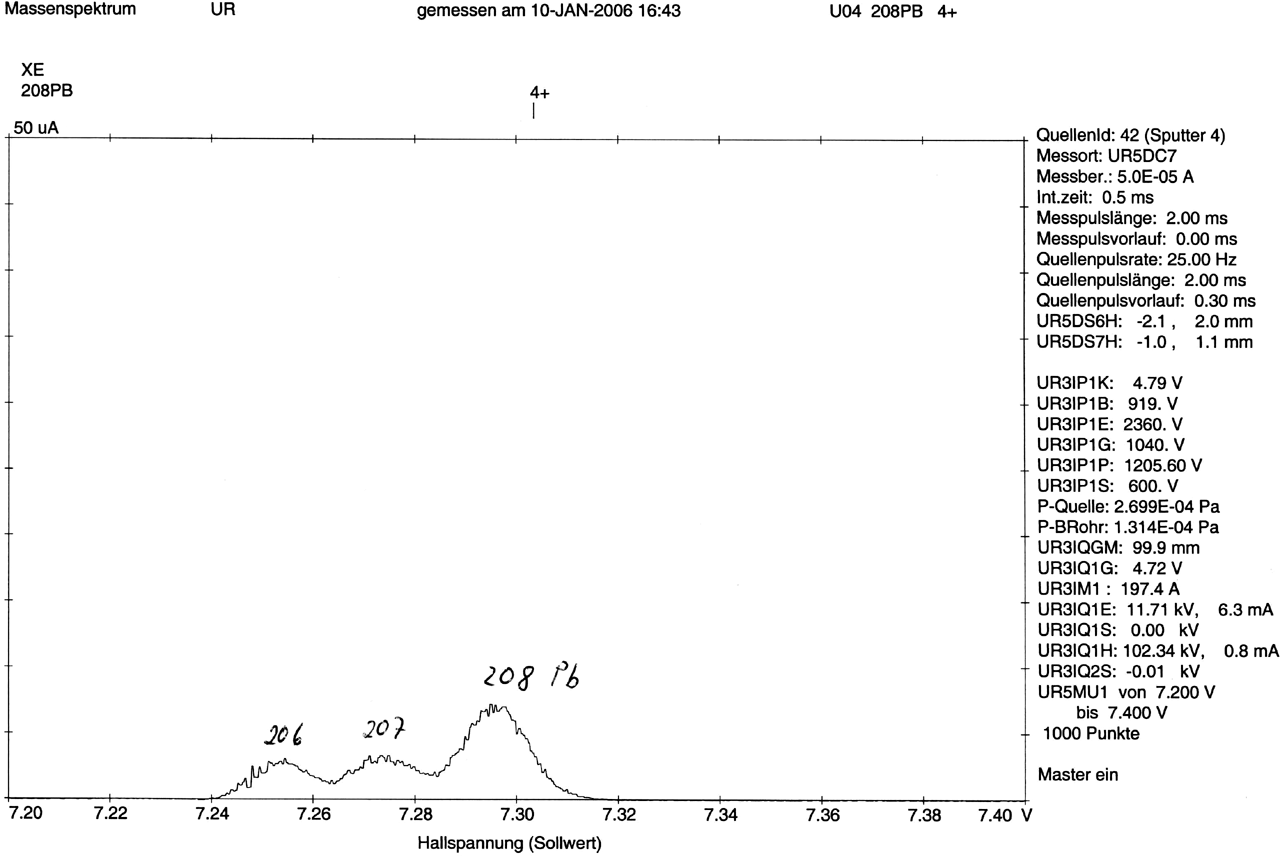 Massenspektrum UR gemessen am 10-JAN-2006 16:43 U04 208PB 4+
XE
208PB
4+
50 uA
QuellenId: 42 (Sputter 4)
Messort: UR5DC7
Messber.: 5.0E-05 A
Int.zeit: 0.5 ms
Messpulslänge: 2.00 ms
Messpulsvorlauf: 0.00 ms
Quellenpulsrate: 25.00 Hz
Quellenpulslänge: 2.00 ms
Quellenpulsvorlauf: 0.30 ms
UR5DS6H: -2.1 , 2.0 mm
UR5DS7H: -1.0 , 1.1 mm
UR3IP1K: 4.79 V
UR3IP1B: 919. V
UR3IP1E: 2360. V
UR3IP1G: 1040. V
UR3IP1P: 1205.60 V
UR3IP1S: 600. V
P-Quelle: 2.699E-04 Pa
P-BRohr: 1.314E-04 Pa
UR3IQGM: 99.9 mm
UR3IQ1G: 4.72 V
UR3IM1 : 197.4 A
UR3IQ1E: 11.71 kV, 6.3 mA
UR3IQ1S: 0.00 kV
UR3IQ1H: 102.34 kV, 0.8 mA
UR3IQ2S: -0.01 kV
UR5MU1 von 7.200 V
bis 7.400 V
1000 Punkte
Master ein
206 207 208 Pb
7.20 7.22 7.24 7.26 7.28 7.30 7.32 7.34 7.36 7.38 7.40 V
Hallspannung (Sollwert)